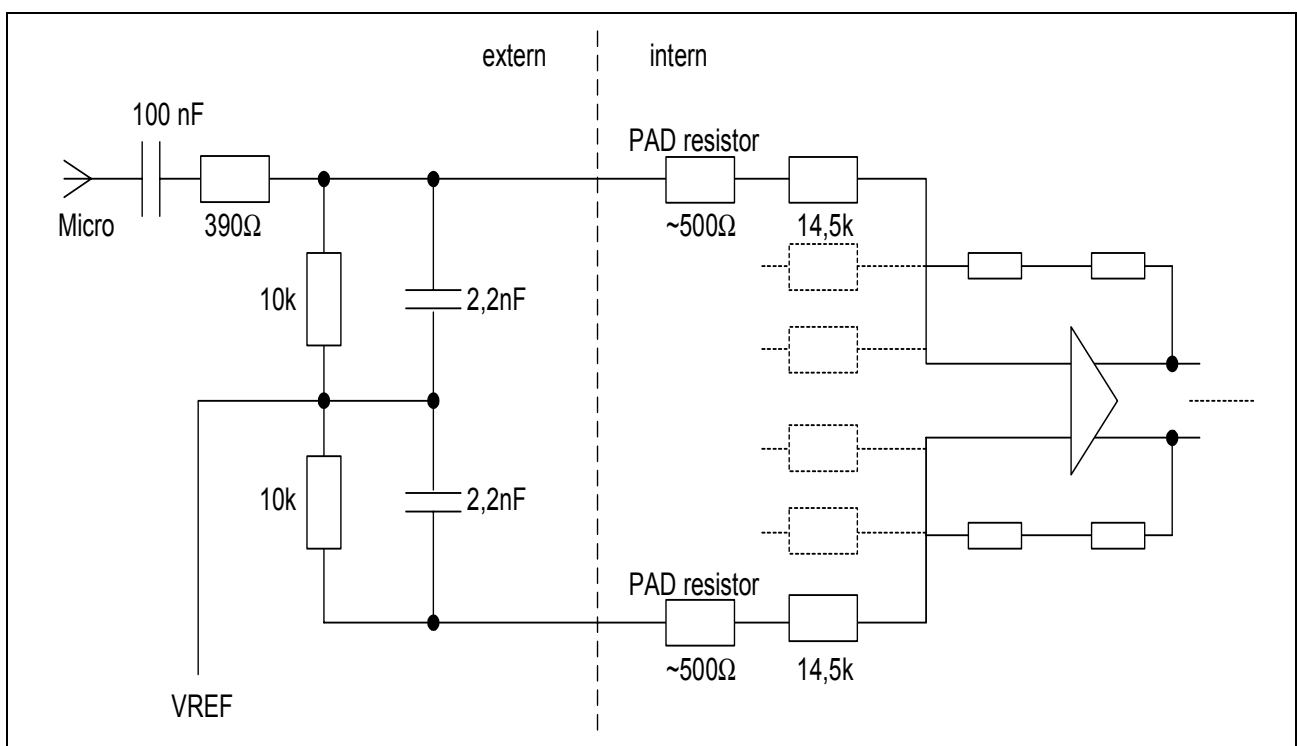 extern
intern
100 nF
PAD resistor
Micro
390Ω
~500Ω
14,5k
10k
2,2nF
10k
2,2nF
PAD resistor
~500Ω
14,5k
VREF